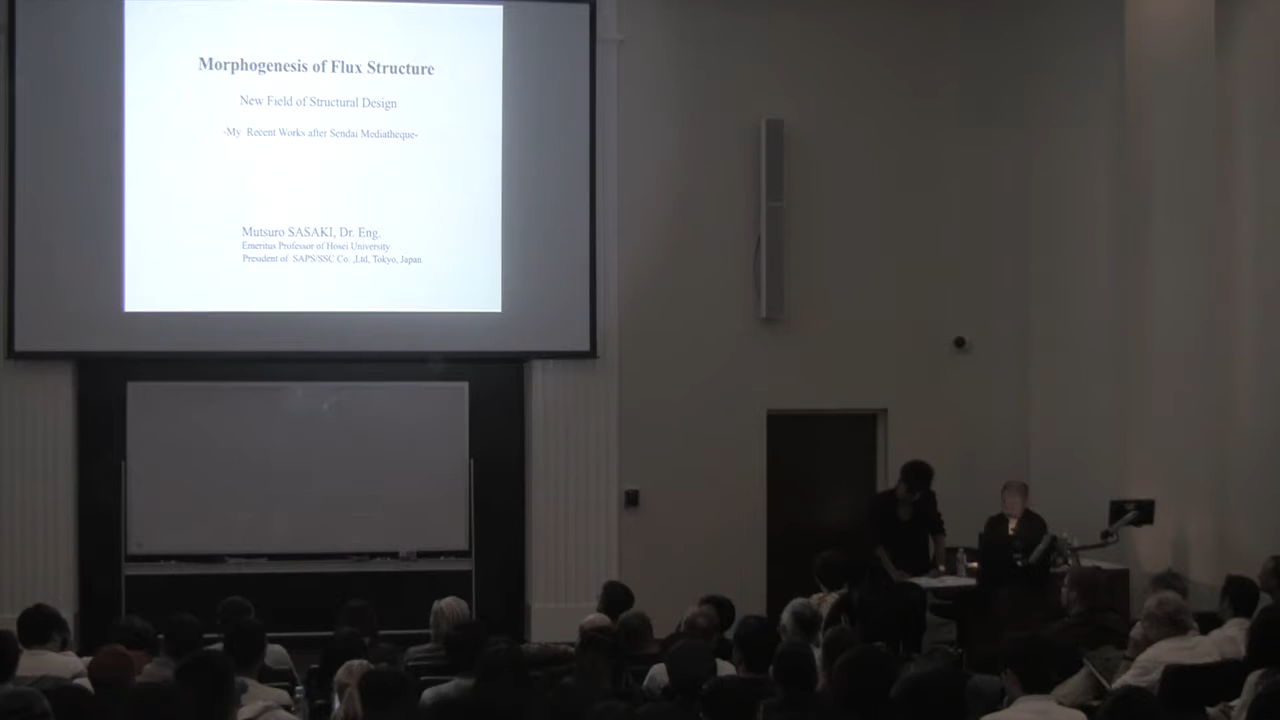 Morphogenesis of Flux Structure
New Field of Structural Design
-My Recent Works after Sendai Mediatheque-
Mutsuro SASAKI, Dr. Eng.
Emeritus Professor of Hosei University
President of SAPS/SSC Co. ,Ltd, Tokyo, Japan